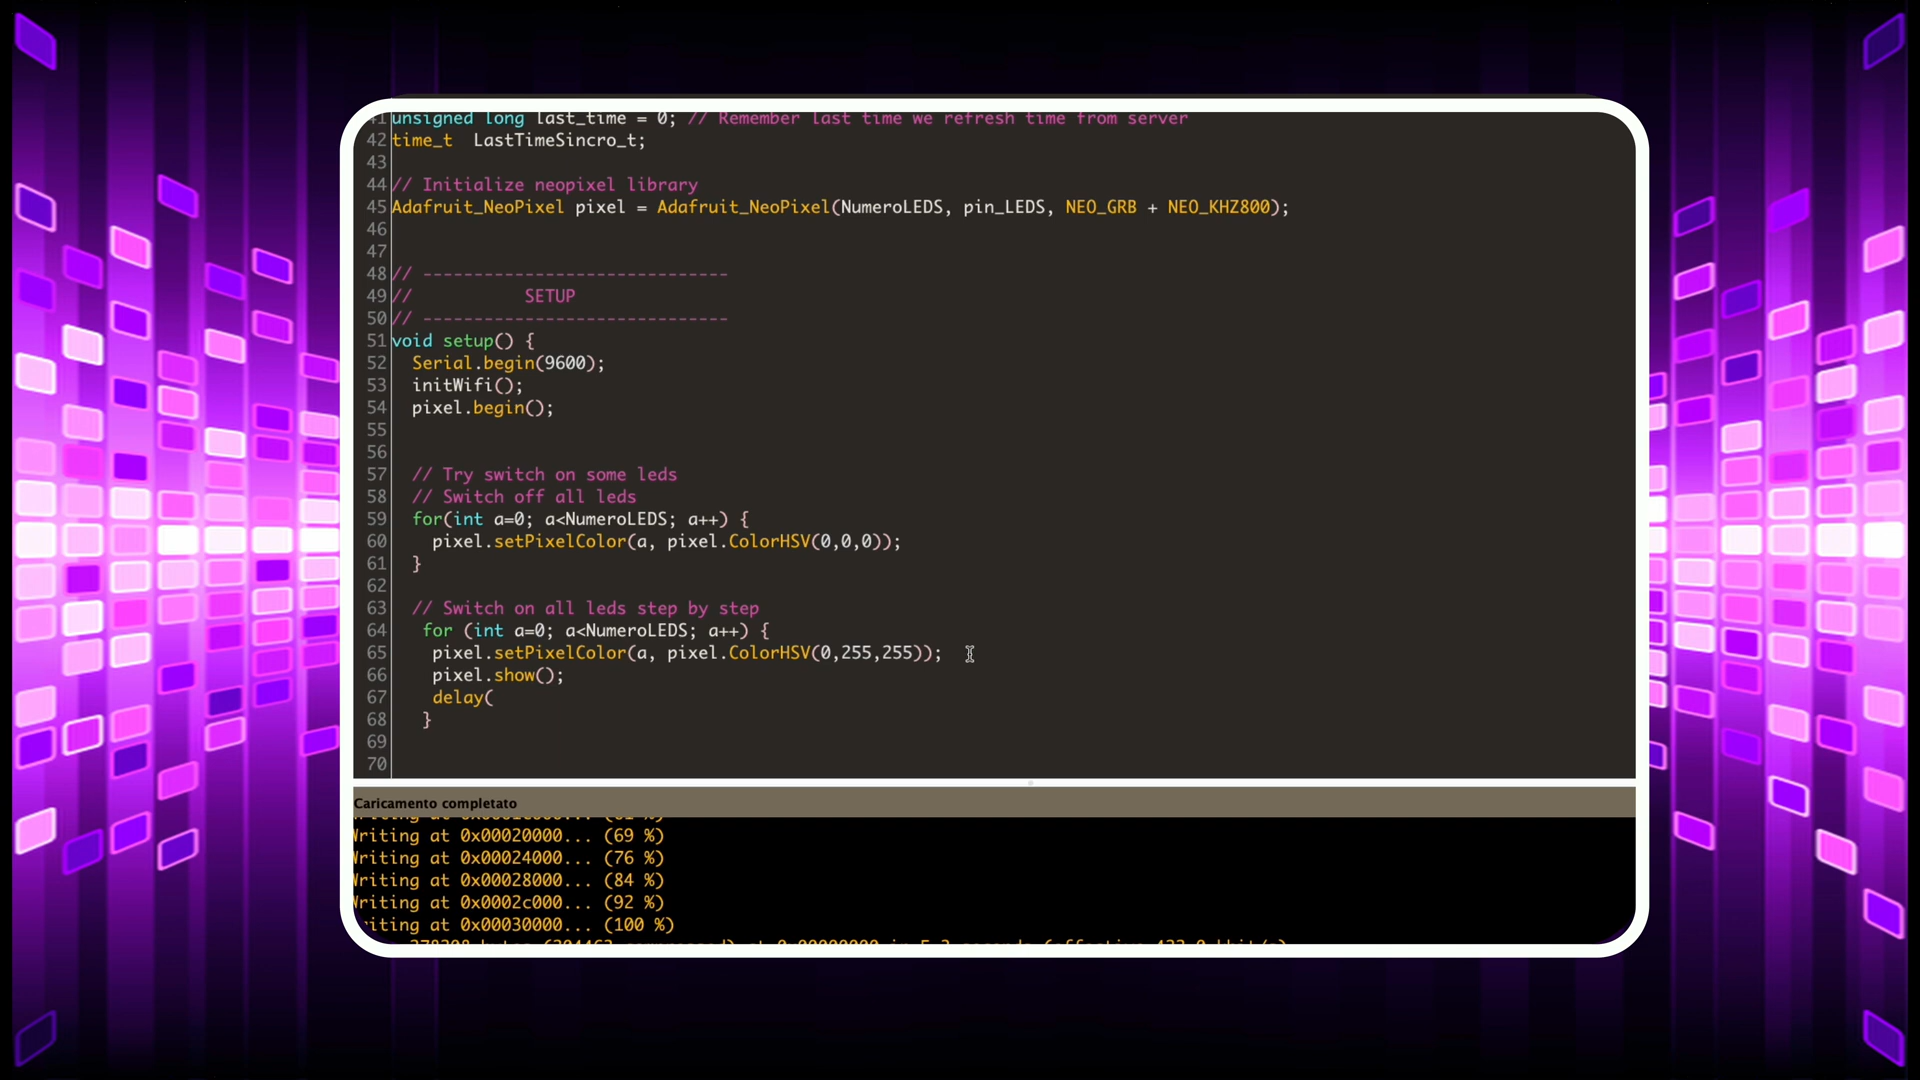 41 unsigned long last_time = 0; // Remember last time we refresh time from server
42 time_t  LastTimeSincro_t;
43
44 // Initialize neopixel library
45 Adafruit_NeoPixel pixel = Adafruit_NeoPixel(NumeroLEDS, pin_LEDS, NEO_GRB + NEO_KHZ800);
46
47
48 // ------------------------------
49 //           SETUP
50 // ------------------------------
51 void setup() {
52   Serial.begin(9600);
53   initWifi();
54   pixel.begin();
55
56
57   // Try switch on some leds
58   // Switch off all leds
59   for(int a=0; a<NumeroLEDS; a++) {
60     pixel.setPixelColor(a, pixel.ColorHSV(0,0,0));
61   }
62
63   // Switch on all leds step by step
64    for (int a=0; a<NumeroLEDS; a++) {
65     pixel.setPixelColor(a, pixel.ColorHSV(0,255,255));
66     pixel.show();
67     delay(
68    }
69
70
Caricamento completato
Writing at 0x00020000... (69 %)
Writing at 0x00024000... (76 %)
Writing at 0x00028000... (84 %)
Writing at 0x0002c000... (92 %)
Writing at 0x00030000... (100 %)